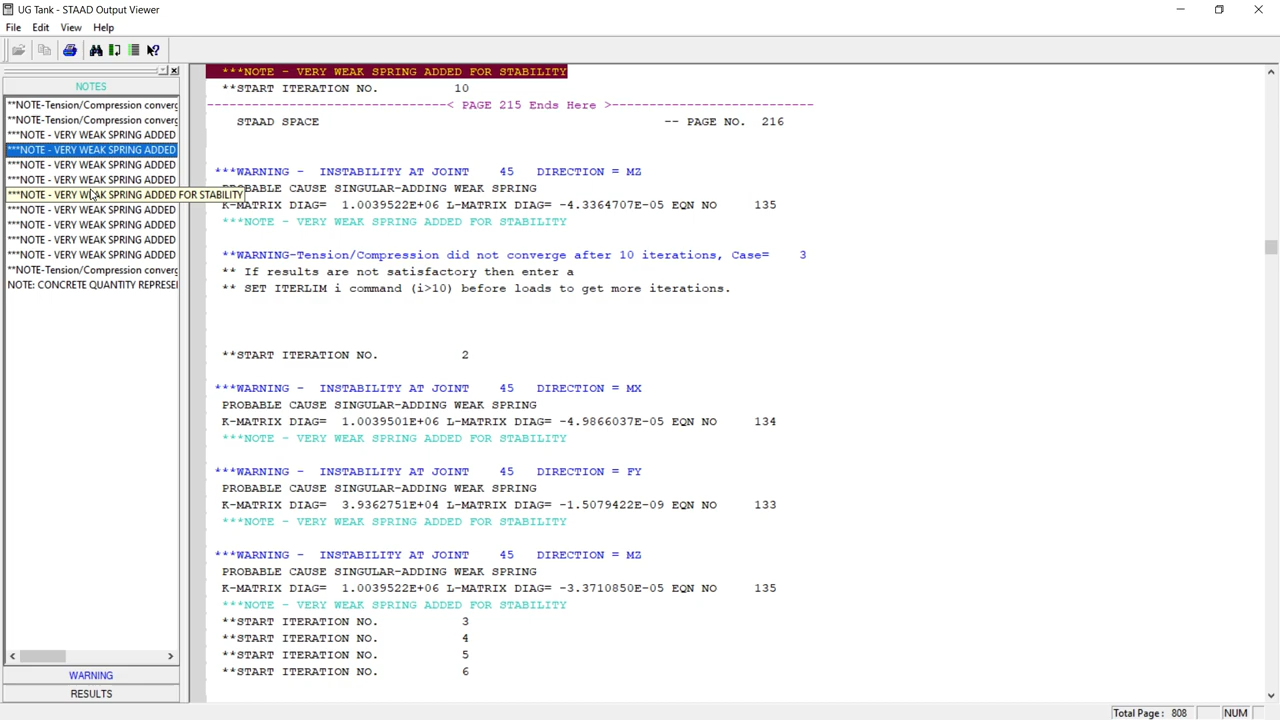 UG Tank - STAAD Output Viewer
File Edit View Help
NOTES
**NOTE-Tension/Compression converg
**NOTE-Tension/Compression converg
***NOTE - VERY WEAK SPRING ADDED
***NOTE - VERY WEAK SPRING ADDED
***NOTE - VERY WEAK SPRING ADDED
***NOTE - VERY WEAK SPRING ADDED
***NOTE - VERY WEAK SPRING ADDED FOR STABILITY
***NOTE - VERY WEAK SPRING ADDED
***NOTE - VERY WEAK SPRING ADDED
***NOTE - VERY WEAK SPRING ADDED
***NOTE - VERY WEAK SPRING ADDED
**NOTE-Tension/Compression converg
NOTE: CONCRETE QUANTITY REPRESE
WARNING
RESULTS
***NOTE - VERY WEAK SPRING ADDED FOR STABILITY
**START ITERATION NO. 10
-------------------------------< PAGE 215 Ends Here >---------------------------
STAAD SPACE -- PAGE NO. 216
***WARNING - INSTABILITY AT JOINT 45 DIRECTION = MZ
PROBABLE CAUSE SINGULAR-ADDING WEAK SPRING
K-MATRIX DIAG= 1.0039522E+06 L-MATRIX DIAG= -4.3364707E-05 EQN NO 135
***NOTE - VERY WEAK SPRING ADDED FOR STABILITY
**WARNING-Tension/Compression did not converge after 10 iterations, Case= 3
** If results are not satisfactory then enter a
** SET ITERLIM i command (i>10) before loads to get more iterations.
**START ITERATION NO. 2
***WARNING - INSTABILITY AT JOINT 45 DIRECTION = MX
PROBABLE CAUSE SINGULAR-ADDING WEAK SPRING
K-MATRIX DIAG= 1.0039501E+06 L-MATRIX DIAG= -4.9866037E-05 EQN NO 134
***NOTE - VERY WEAK SPRING ADDED FOR STABILITY
***WARNING - INSTABILITY AT JOINT 45 DIRECTION = FY
PROBABLE CAUSE SINGULAR-ADDING WEAK SPRING
K-MATRIX DIAG= 3.9362751E+04 L-MATRIX DIAG= -1.5079422E-09 EQN NO 133
***NOTE - VERY WEAK SPRING ADDED FOR STABILITY
***WARNING - INSTABILITY AT JOINT 45 DIRECTION = MZ
PROBABLE CAUSE SINGULAR-ADDING WEAK SPRING
K-MATRIX DIAG= 1.0039522E+06 L-MATRIX DIAG= -3.3710850E-05 EQN NO 135
***NOTE - VERY WEAK SPRING ADDED FOR STABILITY
**START ITERATION NO. 3
**START ITERATION NO. 4
**START ITERATION NO. 5
**START ITERATION NO. 6
Total Page : 808 NUM